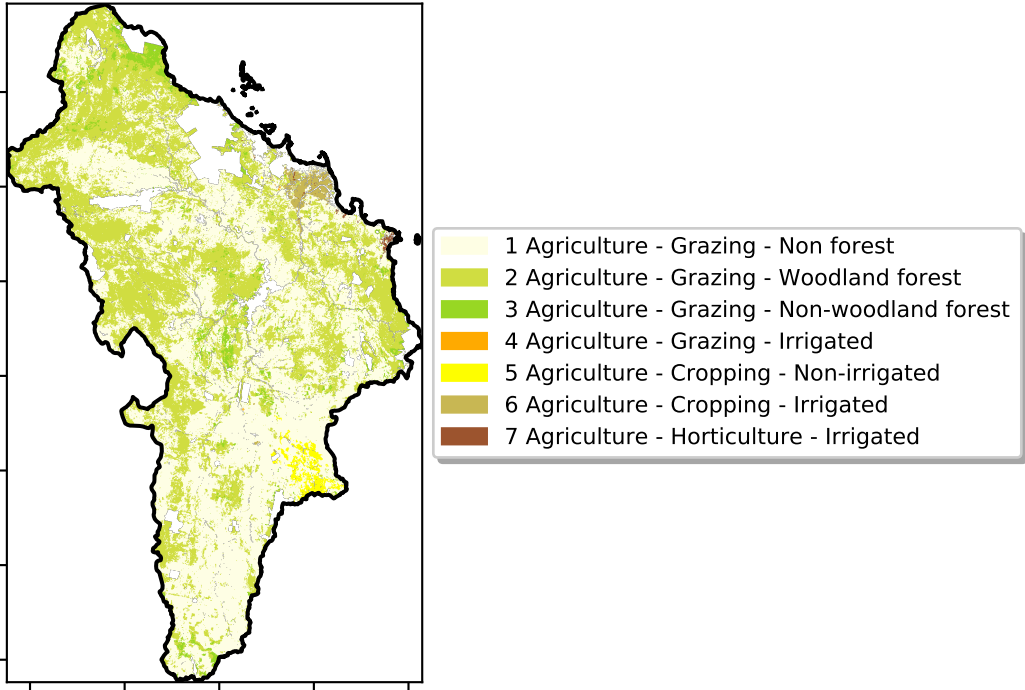 1 Agriculture - Grazing - Non forest
2 Agriculture - Grazing - Woodland forest
3 Agriculture - Grazing - Non-woodland forest
4 Agriculture - Grazing - Irrigated
5 Agriculture - Cropping - Non-irrigated
6 Agriculture - Cropping - Irrigated
7 Agriculture - Horticulture - Irrigated